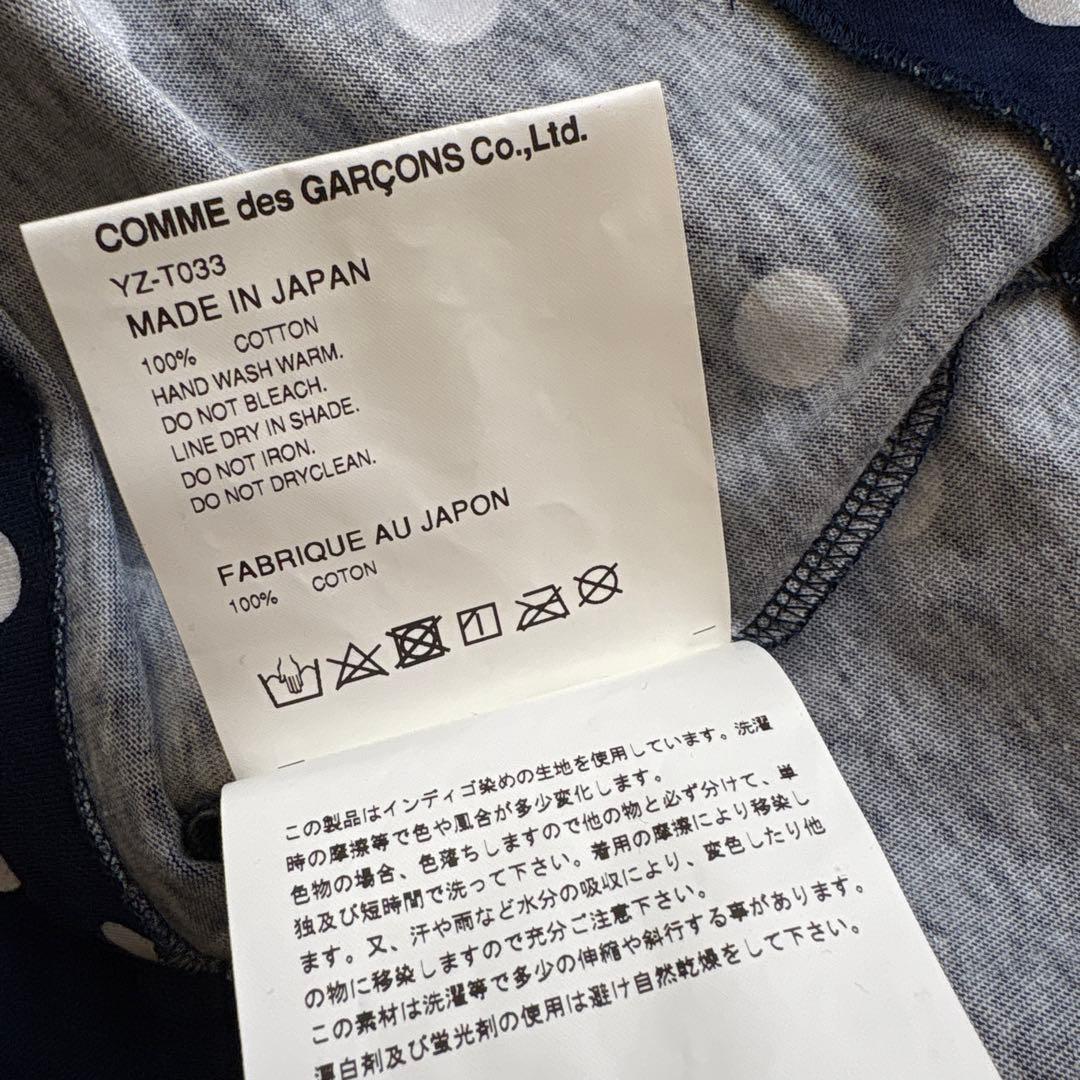 COMME des GARÇONS Co.,Ltd.
YZ-T033
MADE IN JAPAN
100% COTTON
HAND WASH WARM.
DO NOT BLEACH.
LINE DRY IN SHADE.
DO NOT IRON.
DO NOT DRYCLEAN.
FABRIQUE AU JAPON
100% COTON
この製品はインディゴ染めの生地を使用しています。洗濯
時の摩擦等で色や風合が多少変化します。
色物の場合、色落ちしますので他の物と必ず分けて、単
独及び短時間で洗って下さい。着用の摩擦により移染し
ます。又、汗や雨など水分の吸収により、変色したり他
の物に移染しますので充分ご注意下さい。
この素材は洗濯等で多少の伸縮や斜行する事があります。
漂白剤及び蛍光剤の使用は避け自然乾燥をして下さい。